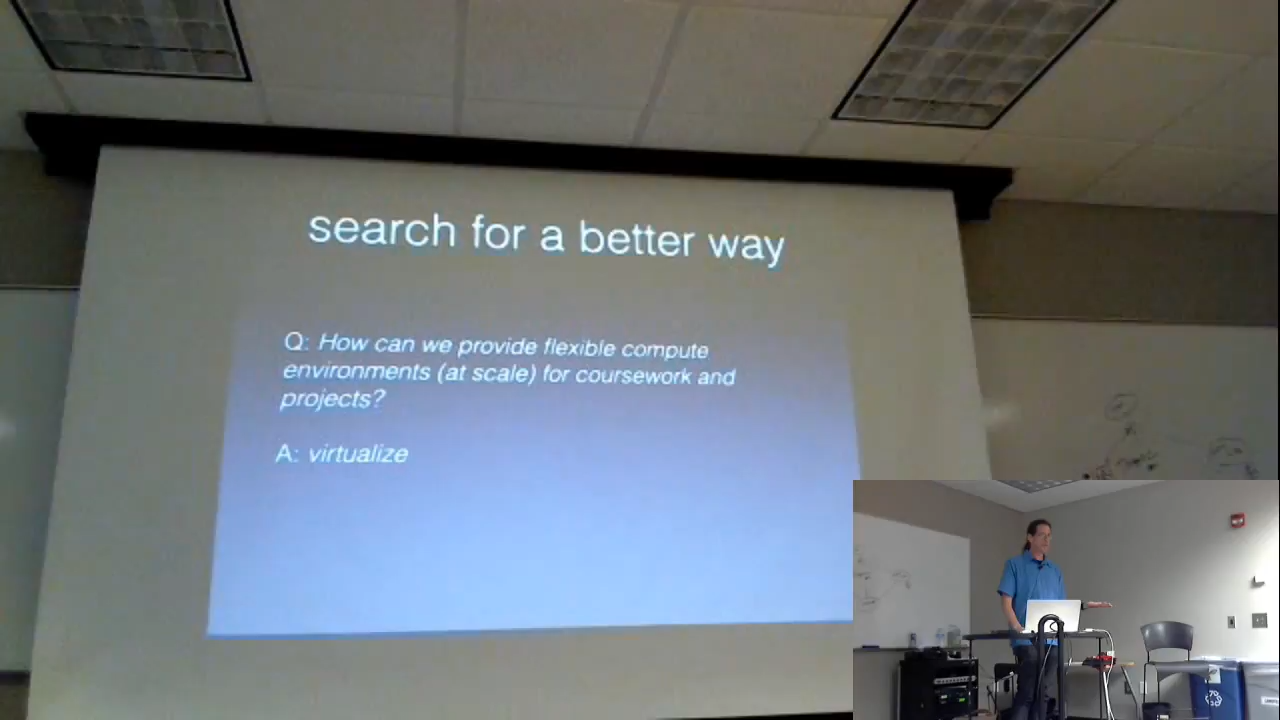 search for a better way
Q: How can we provide flexible compute
environments (at scale) for coursework and
projects?
A: virtualize